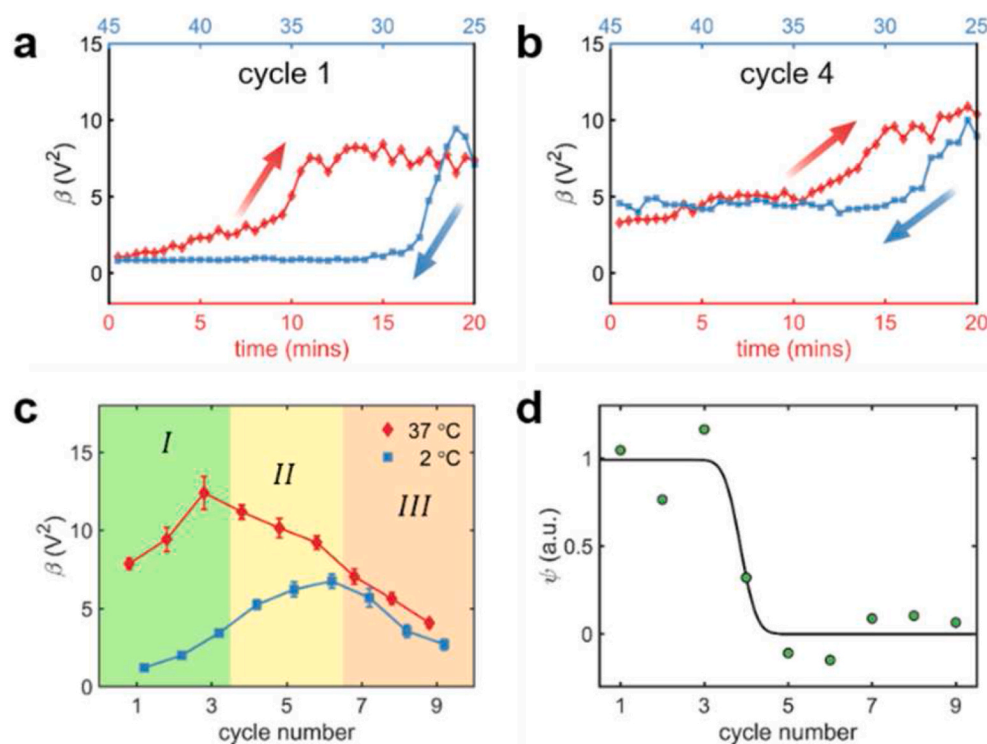 45 40 35 30 25
a
15
cycle 1
10
β (V²)
5
0
0 5 10 15 20
time (mins)
45 40 35 30 25
b
15
cycle 4
10
β (V²)
5
0
0 5 10 15 20
time (mins)
c
I
37 °C
2 °C
II
III
15
10
β (V²)
5
0
1 3 5 7 9
cycle number
d
1
ψ (a.u.)
0.5
0
1 3 5 7 9
cycle number